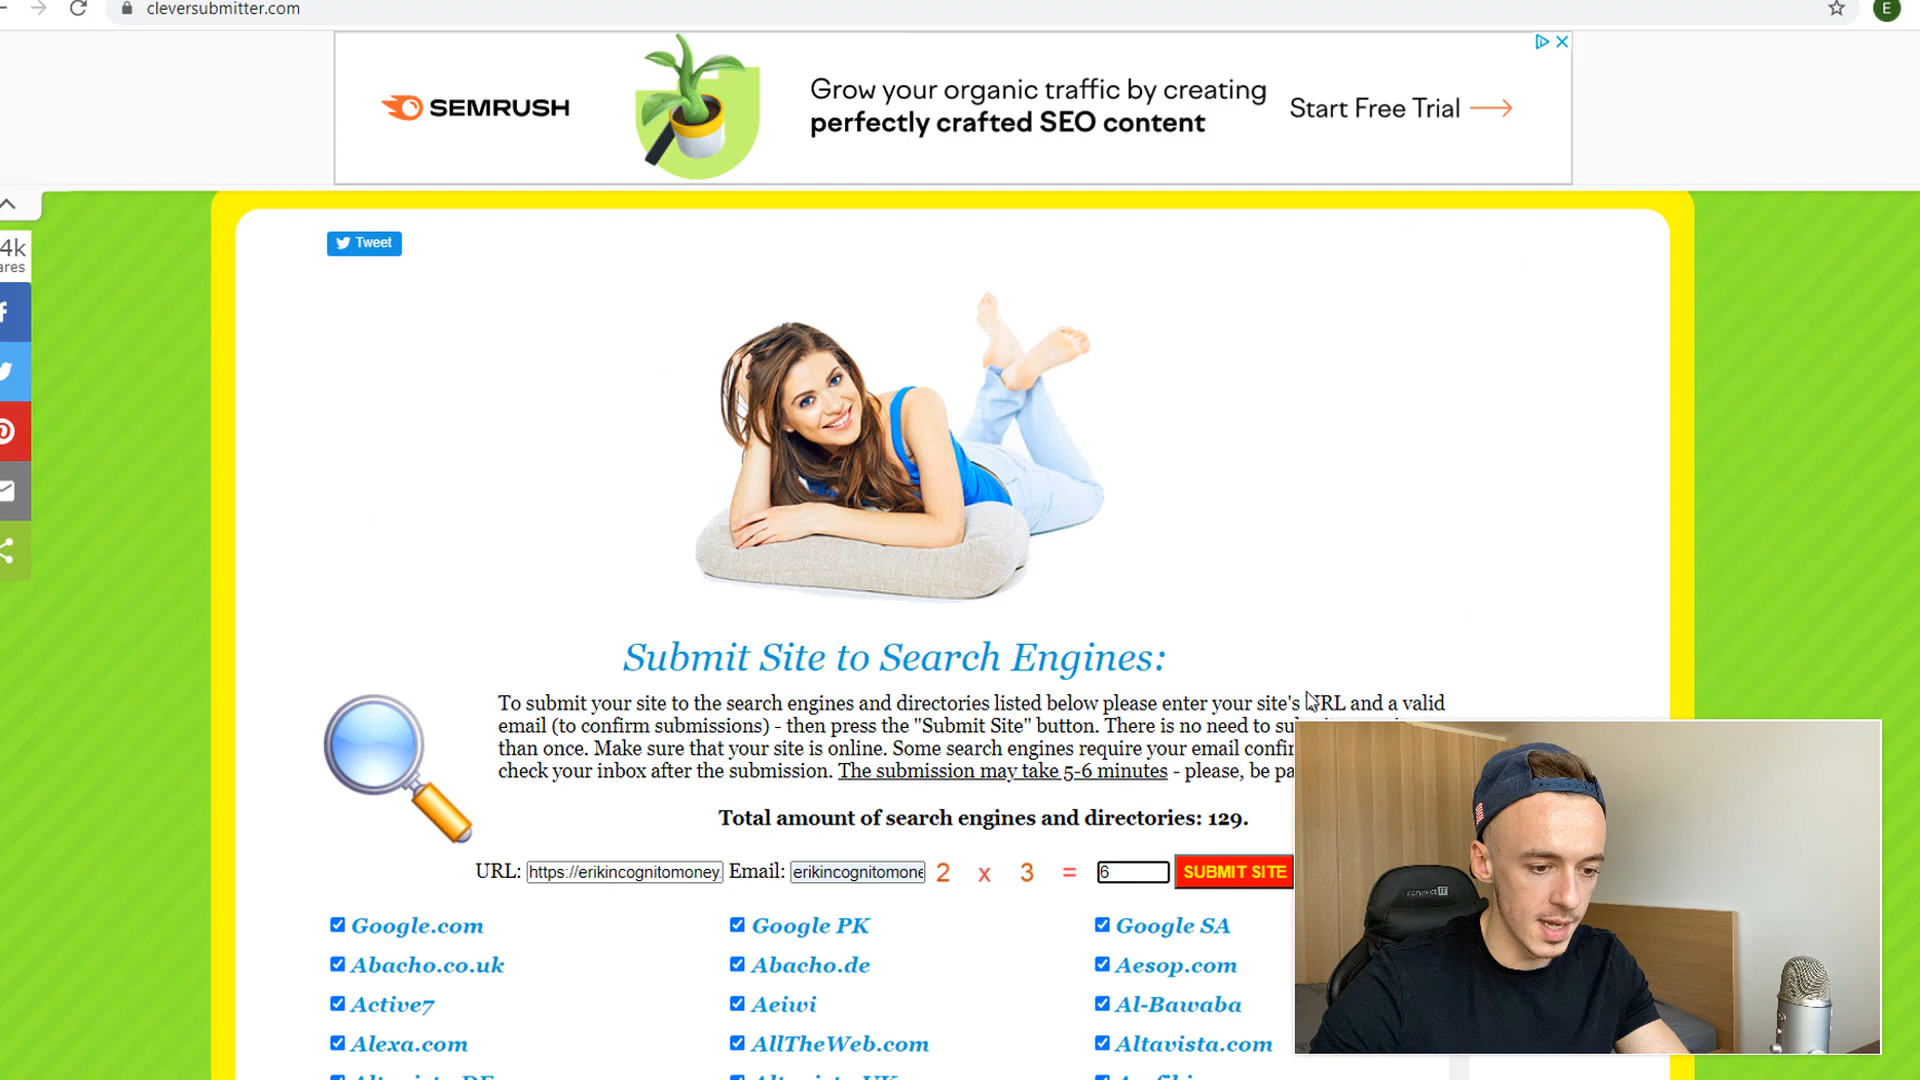 cleversubmitter.com
E
SEMRUSH
Grow your organic traffic by creating
perfectly crafted SEO content
Start Free Trial
4k
ares
Tweet
Submit Site to Search Engines:
To submit your site to the search engines and directories listed below please enter your site's URL and a valid
email (to confirm submissions) - then press the "Submit Site" button. There is no need to
than once. Make sure that your site is online. Some search engines require your email
check your inbox after the submission. The submission may take 5-6 minutes - please, be
Total amount of search engines and directories: 129.
URL: https://erikincognitomoney. Email: erikincognitomone 2 x 3 = 6 SUBMIT SITE
Google.com Google PK Google SA
Abacho.co.uk Abacho.de Aesop.com
Active7 Aeiwi Al-Bawaba
Alexa.com AllTheWeb.com Altavista.com